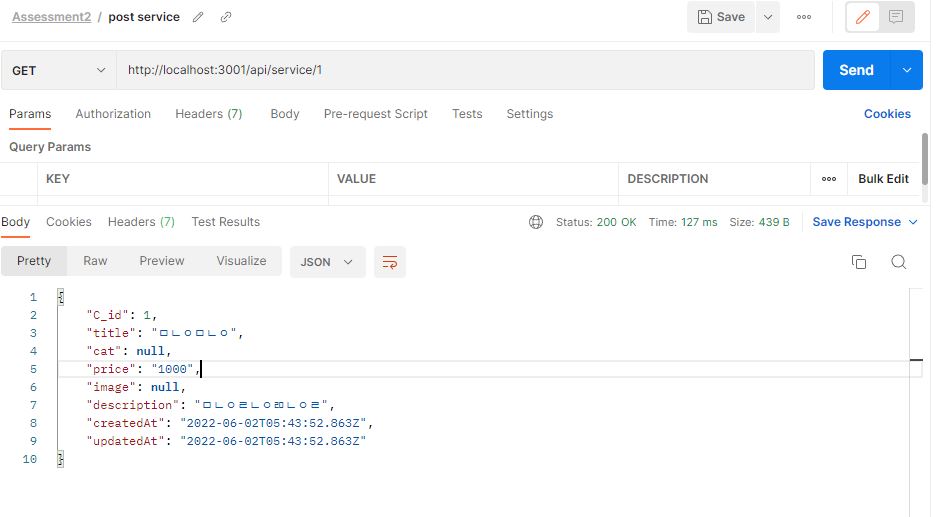 Assessment2 / post service
Save
GET http://localhost:3001/api/service/1 Send
Params Authorization Headers (7) Body Pre-request Script Tests Settings Cookies
Query Params
KEY VALUE DESCRIPTION Bulk Edit
Body Cookies Headers (7) Test Results Status: 200 OK Time: 127 ms Size: 439 B Save Response
Pretty Raw Preview Visualize JSON
1 {
2 "C_id": 1,
3 "title": "ㅁㄴㅇㅁㄴㅇ",
4 "cat": null,
5 "price": "1000",
6 "image": null,
7 "description": "ㅁㄴㅇㄹㄴㅇㄻㄴㅇㄹ",
8 "createdAt": "2022-06-02T05:43:52.863Z",
9 "updatedAt": "2022-06-02T05:43:52.863Z"
10 }